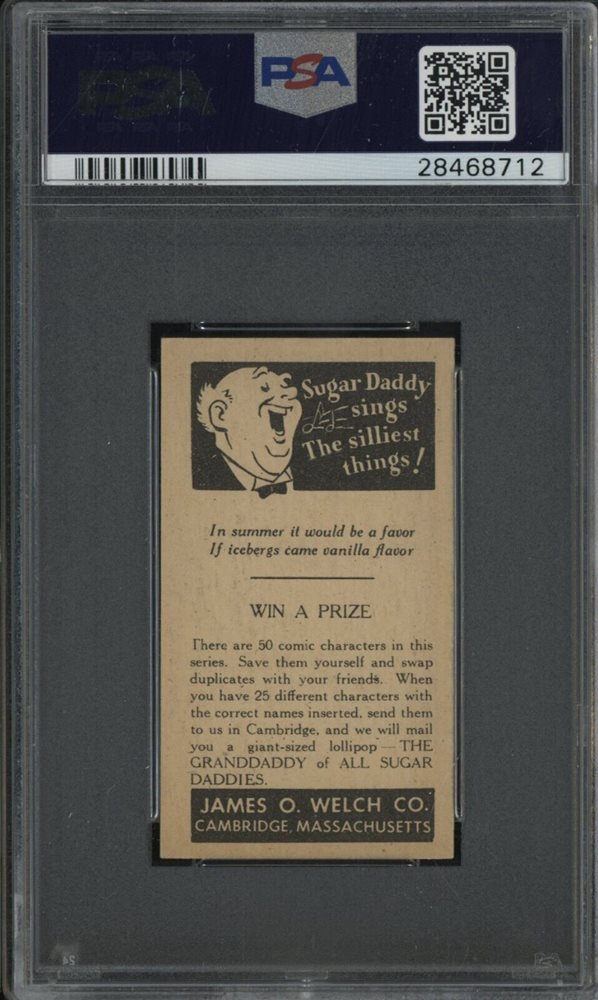 PSA
28468712
Sugar Daddy
sings
The silliest
things!
In summer it would be a favor
If icebergs came vanilla flavor
WIN A PRIZE
There are 50 comic characters in this
series. Save them yourself and swap
duplicates with your friends. When
you have 25 different characters with
the correct names inserted, send them
to us in Cambridge, and we will mail
you a giant-sized lollipop — THE
GRANDDADDY of ALL SUGAR
DADDIES.
JAMES O. WELCH CO.
CAMBRIDGE, MASSACHUSETTS